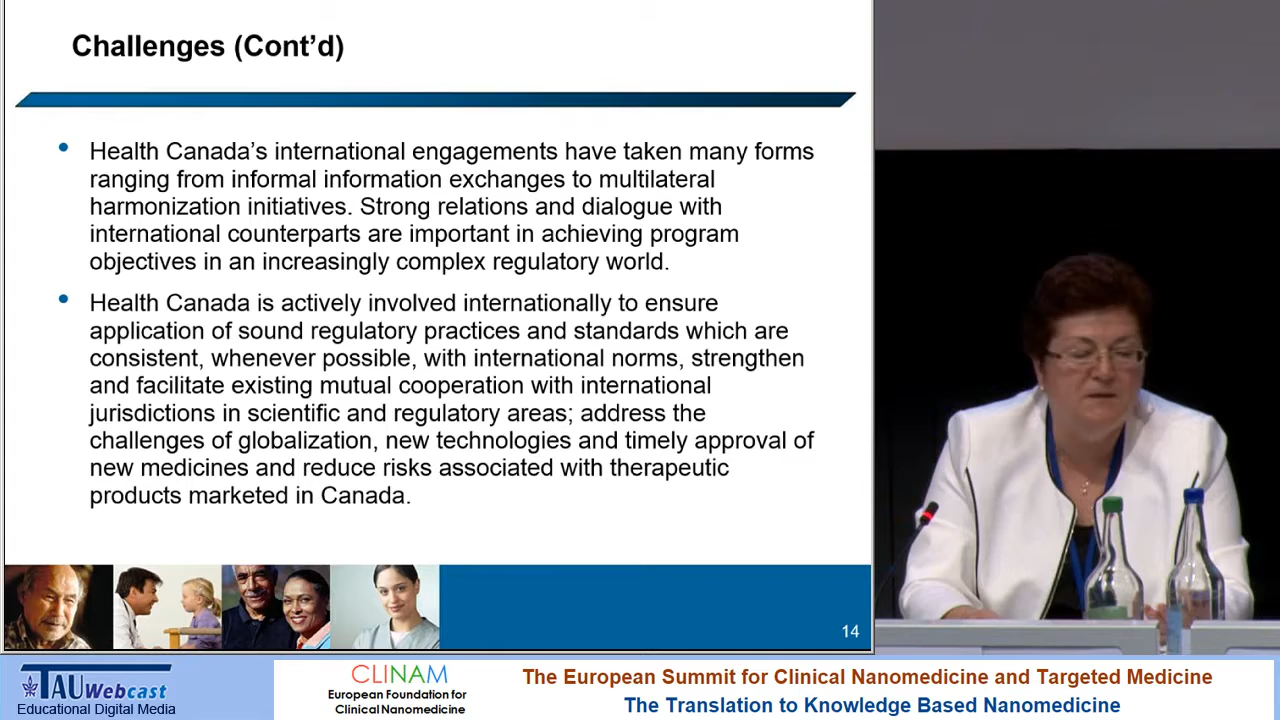 Challenges (Cont’d)
• Health Canada’s international engagements have taken many forms
ranging from informal information exchanges to multilateral
harmonization initiatives. Strong relations and dialogue with
international counterparts are important in achieving program
objectives in an increasingly complex regulatory world.
• Health Canada is actively involved internationally to ensure
application of sound regulatory practices and standards which are
consistent, whenever possible, with international norms, strengthen
and facilitate existing mutual cooperation with international
jurisdictions in scientific and regulatory areas; address the
challenges of globalization, new technologies and timely approval of
new medicines and reduce risks associated with therapeutic
products marketed in Canada.
14
TAU Webcast
Educational Digital Media
CLINAM
European Foundation for
Clinical Nanomedicine
The European Summit for Clinical Nanomedicine and Targeted Medicine
The Translation to Knowledge Based Nanomedicine